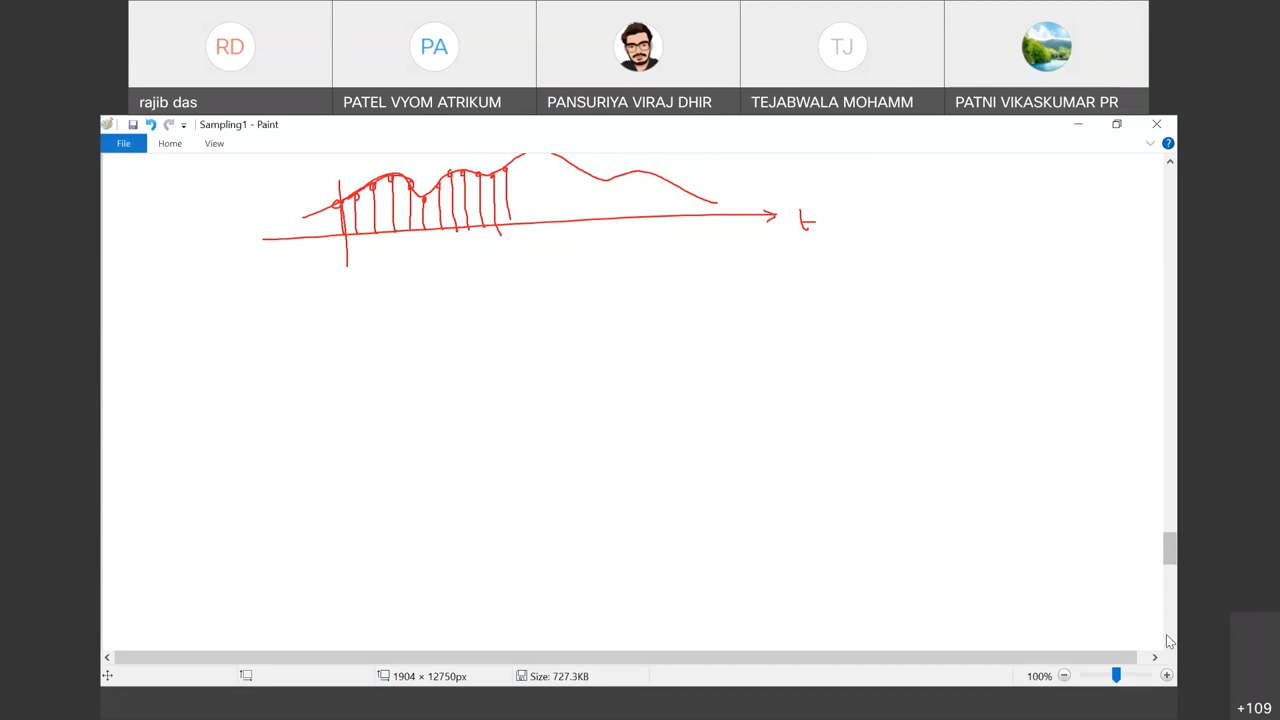 RD
PA
TJ
rajib das
PATEL VYOM ATRIKUM
PANSURIYA VIRAJ DHIR
TEJABWALA MOHAMM
PATNI VIKASKUMAR PR
Sampling1 - Paint
File Home View
t
1904 × 12750px
Size: 727.3KB
100%
+109